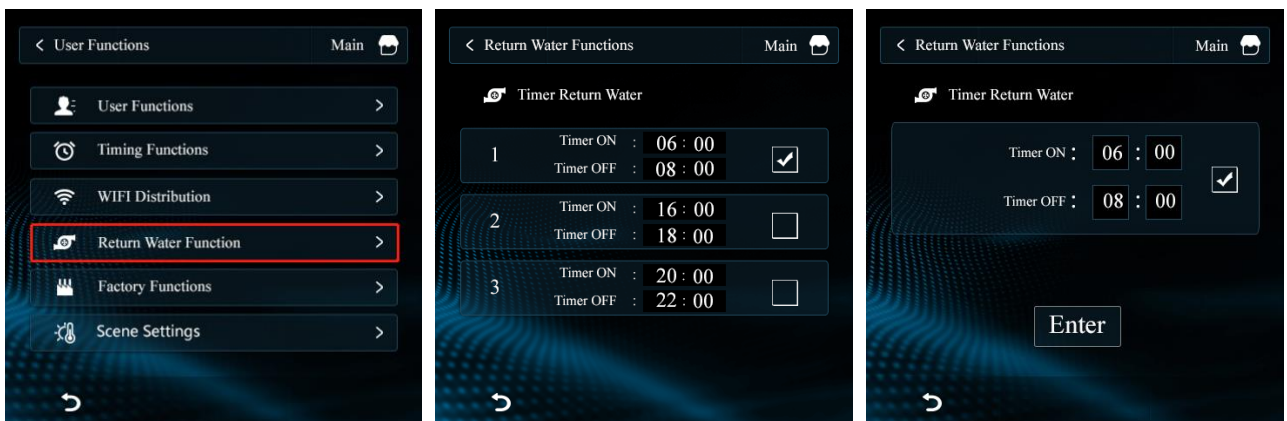 User Functions Main
User Functions
Timing Functions
WIFI Distribution
Return Water Function
Factory Functions
Scene Settings
Return Water Functions Main
Timer Return Water
1
Timer ON : 06 : 00
Timer OFF : 08 : 00
2
Timer ON : 16 : 00
Timer OFF : 18 : 00
3
Timer ON : 20 : 00
Timer OFF : 22 : 00
Return Water Functions Main
Timer Return Water
Timer ON : 06 : 00
Timer OFF : 08 : 00
Enter